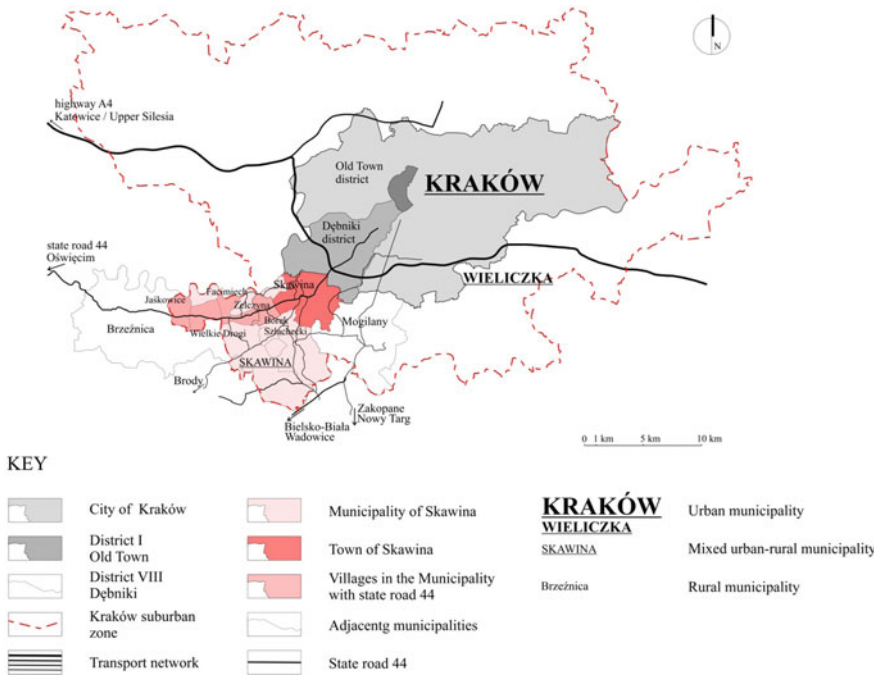 N
highway A4
Katowice / Upper Silesia
Old Town
district
KRAKÓW
Dębniki
district
state road 44
Oświęcim
WIELICZKA
Skawina
Facimiech
Zelczyna
Jaśkowice
Borek
Szlachecki
Mogilany
Brzeźnica
Wielkie Drogi
SKAWINA
Brody
Zakopane
Nowy Targ
Bielsko-Biała
Wadowice
0 1 km 5 km 10 km
KEY
City of Kraków
District I
Old Town
District VIII
Dębniki
Kraków suburban
zone
Transport network
Municipality of Skawina
Town of Skawina
Villages in the Municipality
with state road 44
Adjacentg municipalities
State road 44
KRAKÓW
WIELICZKA
Urban municipality
SKAWINA
Mixed urban-rural municipality
Brzeźnica
Rural municipality